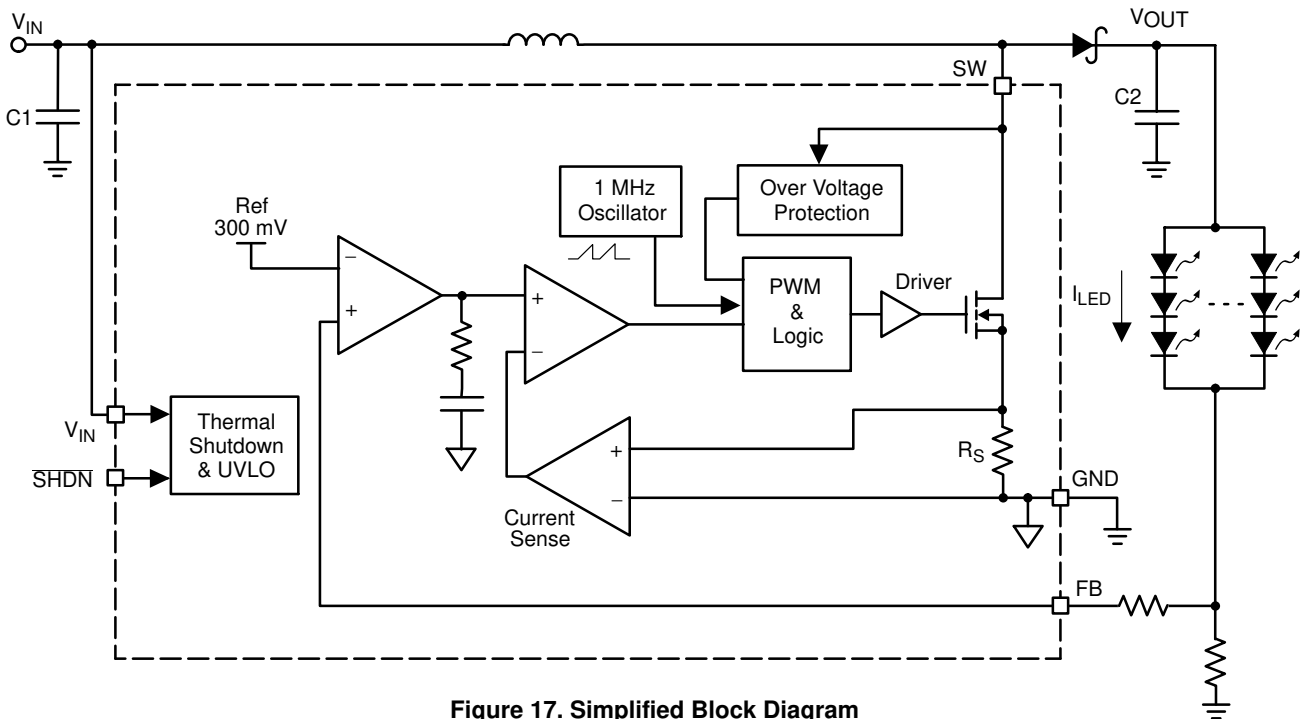 VIN
VOUT
SW
C1
C2
1 MHz
Oscillator
Over Voltage
Protection
Ref
300 mV
−
+
+
−
PWM
&
Logic
Driver
ILED
VIN
SHDN
Thermal
Shutdown
& UVLO
+
−
Current
Sense
RS
GND
FB
Figure 17. Simplified Block Diagram